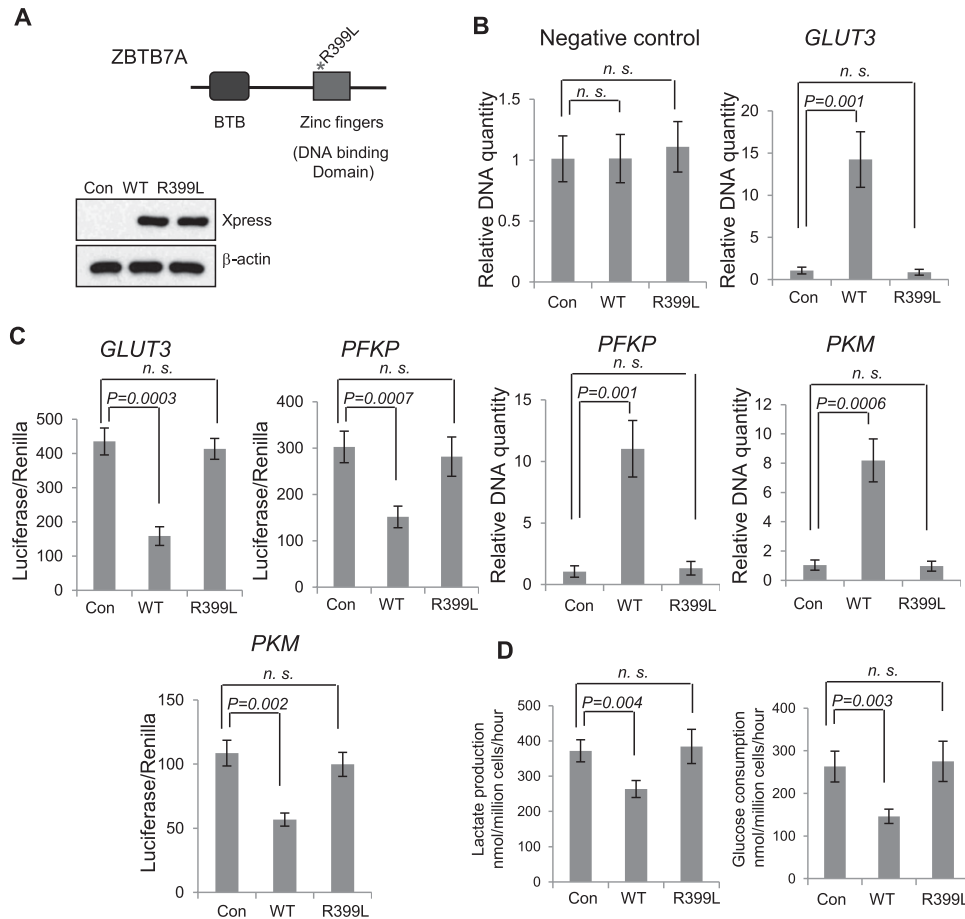 A
ZBTB7A
*R399L
BTB
Zinc fingers
(DNA binding
Domain)
Con WT R399L
Xpress
β-actin
B
Negative control
n. s.
n. s.
Relative DNA quantity
1.5
1
0.5
0
Con
WT
R399L
GLUT3
n. s.
P=0.001
Relative DNA quantity
20
15
10
5
0
Con
WT
R399L
PFKP
n. s.
P=0.001
Relative DNA quantity
15
10
5
0
Con
WT
R399L
PKM
n. s.
P=0.0006
Relative DNA quantity
12
10
8
6
4
2
0
Con
WT
R399L
C
GLUT3
n. s.
P=0.0003
Luciferase/Renilla
500
400
300
200
100
0
Con
WT
R399L
PFKP
n. s.
P=0.0007
Luciferase/Renilla
400
300
200
100
0
Con
WT
R399L
PKM
n. s.
P=0.002
Luciferase/Renilla
150
100
50
0
Con
WT
R399L
D
n. s.
P=0.004
Lactate production
nmol/million cells/hour
500
400
300
200
100
0
Con
WT
R399L
n. s.
P=0.003
Glucose consumption
nmol/million cells/hour
400
300
200
100
0
Con
WT
R399L